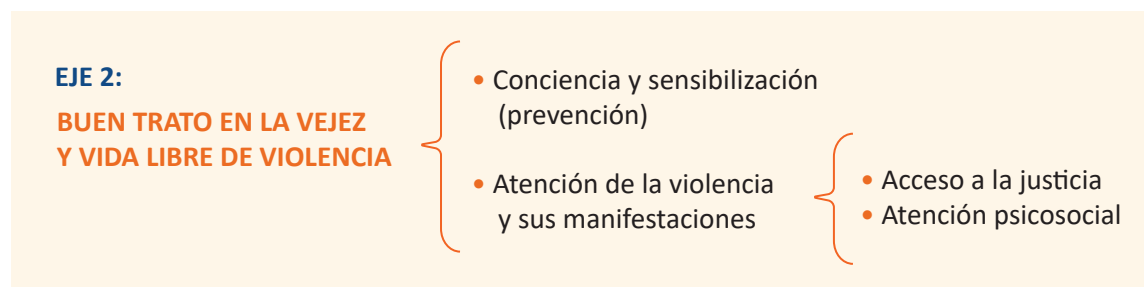 EJE 2:
BUEN TRATO EN LA VEJEZ
Y VIDA LIBRE DE VIOLENCIA
• Conciencia y sensibilización
(prevención)
• Atención de la violencia
y sus manifestaciones
• Acceso a la justicia
• Atención psicosocial